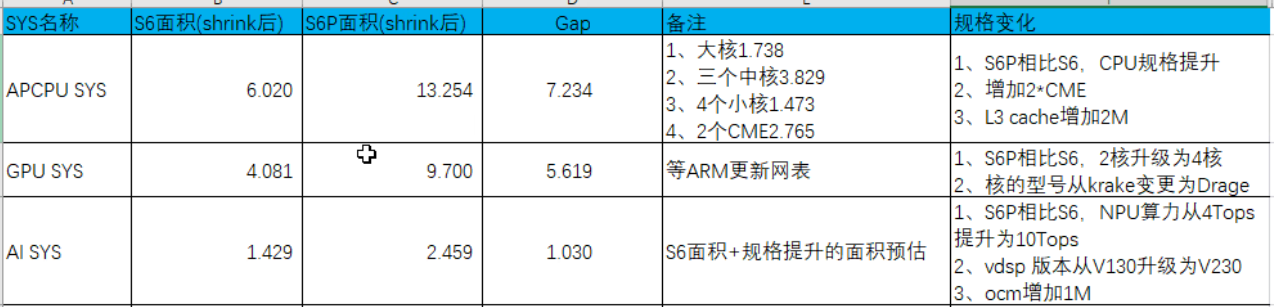 SYS名称 S6面积(shrink后) S6P面积(shrink后) Gap 备注 规格变化
APCPU SYS 6.020 13.254 7.234
1、大核1.738
2、三个中核3.829
3、4个小核1.473
4、2个CME2.765
1、S6P相比S6，CPU规格提升
2、增加2*CME
3、L3 cache增加2M
GPU SYS 4.081 9.700 5.619 等ARM更新网表
1、S6P相比S6，2核升级为4核
2、核的型号从krake变更为Drage
AI SYS 1.429 2.459 1.030 S6面积+规格提升的面积预估
1、S6P相比S6，NPU算力从4Tops
提升为10Tops
2、vdsp 版本从V130升级为V230
3、ocm增加1M